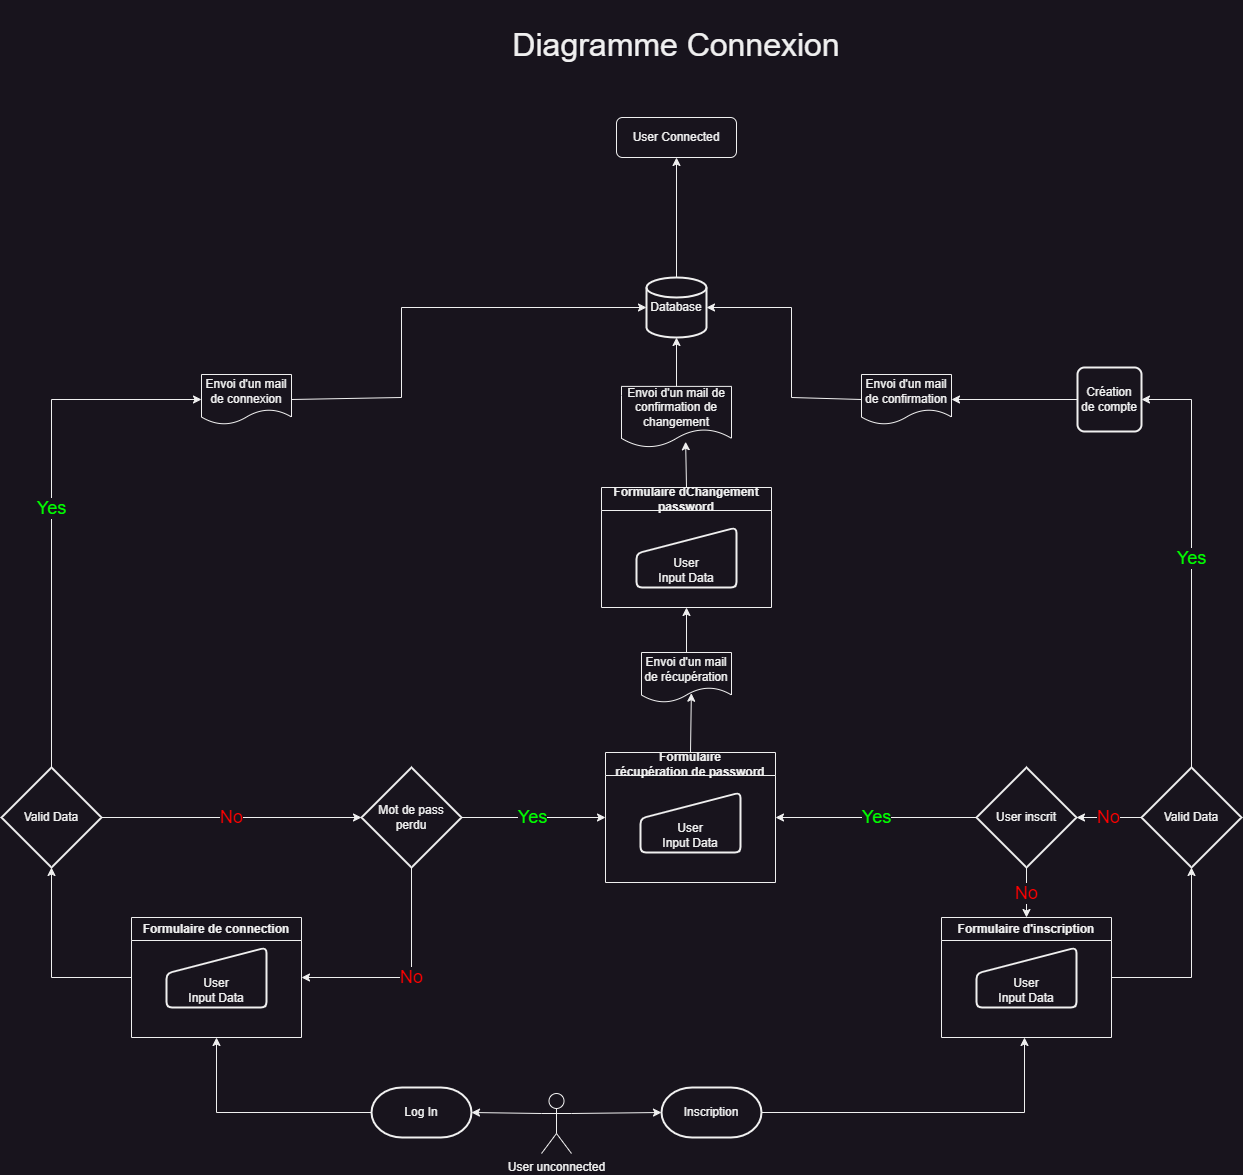 Diagramme Connexion
User Connected
Database
Envoi d'un mail
de connexion
Envoi d'un mail de
confirmation de
changement
Envoi d'un mail
de confirmation
Création
de compte
Yes
Formulaire dChangement
password
User
Input Data
Yes
Envoi d'un mail
de récupération
Formulaire
récupération de password
User
Input Data
Valid Data
No
Mot de pass
perdu
Yes
Yes
User inscrit
No
Valid Data
No
Formulaire de connection
User
Input Data
No
Formulaire d'inscription
User
Input Data
Log In
Inscription
User unconnected